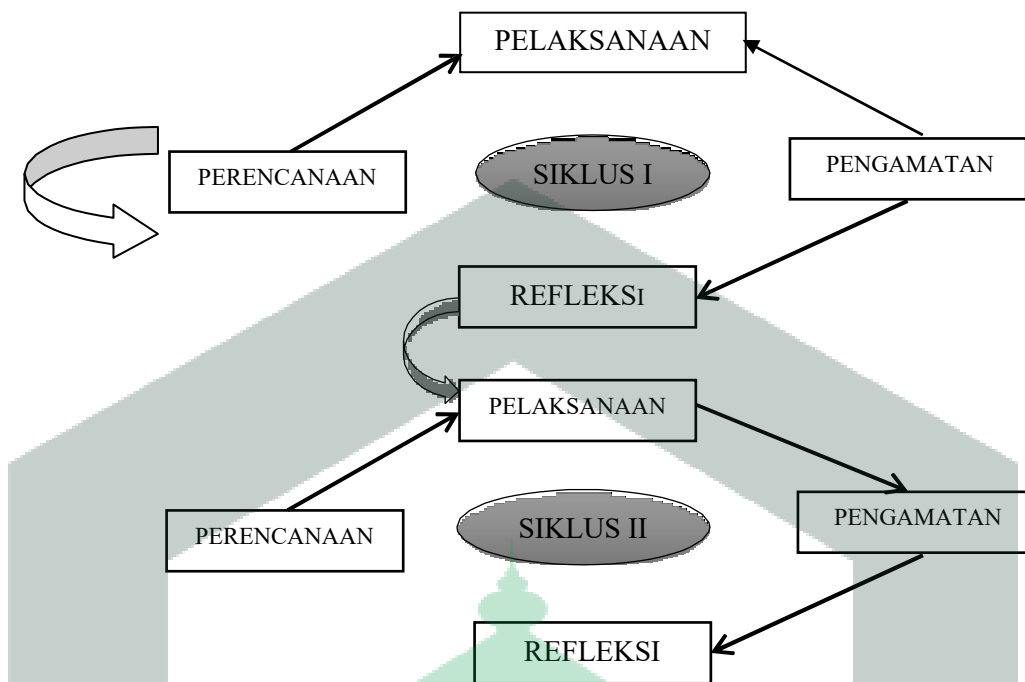 PELAKSANAAN
PERENCANAAN
SIKLUS I
PENGAMATAN
REFLEKSI
PELAKSANAAN
PERENCANAAN
SIKLUS II
PENGAMATAN
REFLEKSI